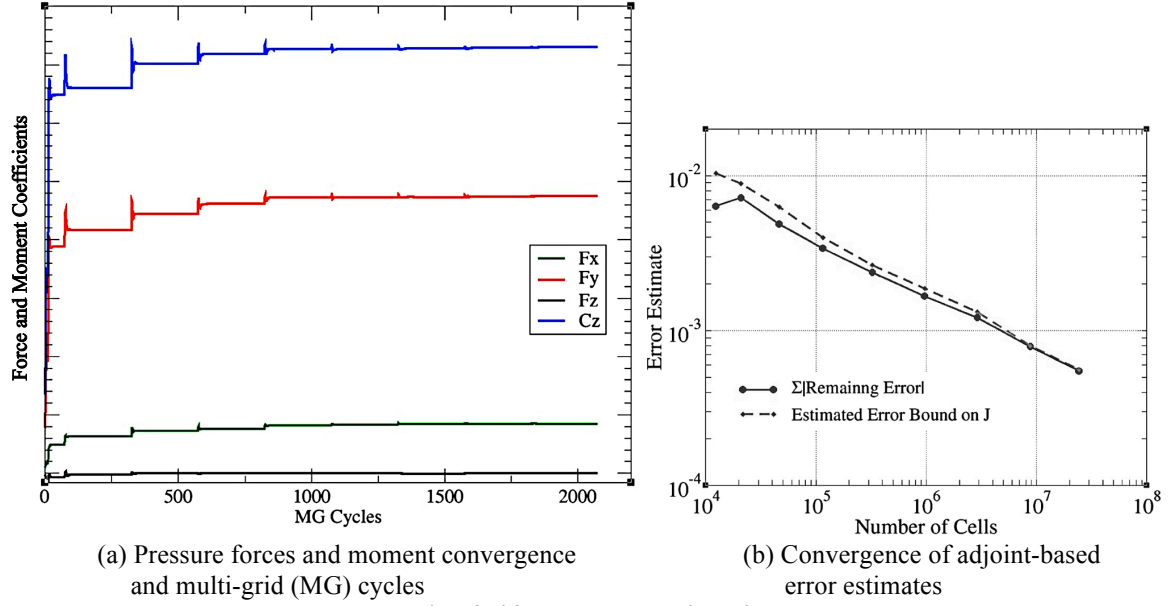 Force and Moment Coefficients
Fx
Fy
Fz
Cz
0
500
1000
1500
2000
MG Cycles
(a) Pressure forces and moment convergence
and multi-grid (MG) cycles
Error Estimate
10^-2
10^-3
10^-4
Σ|Remainng Error|
Estimated Error Bound on J
10^4
10^5
10^6
10^7
10^8
Number of Cells
(b) Convergence of adjoint-based
error estimates